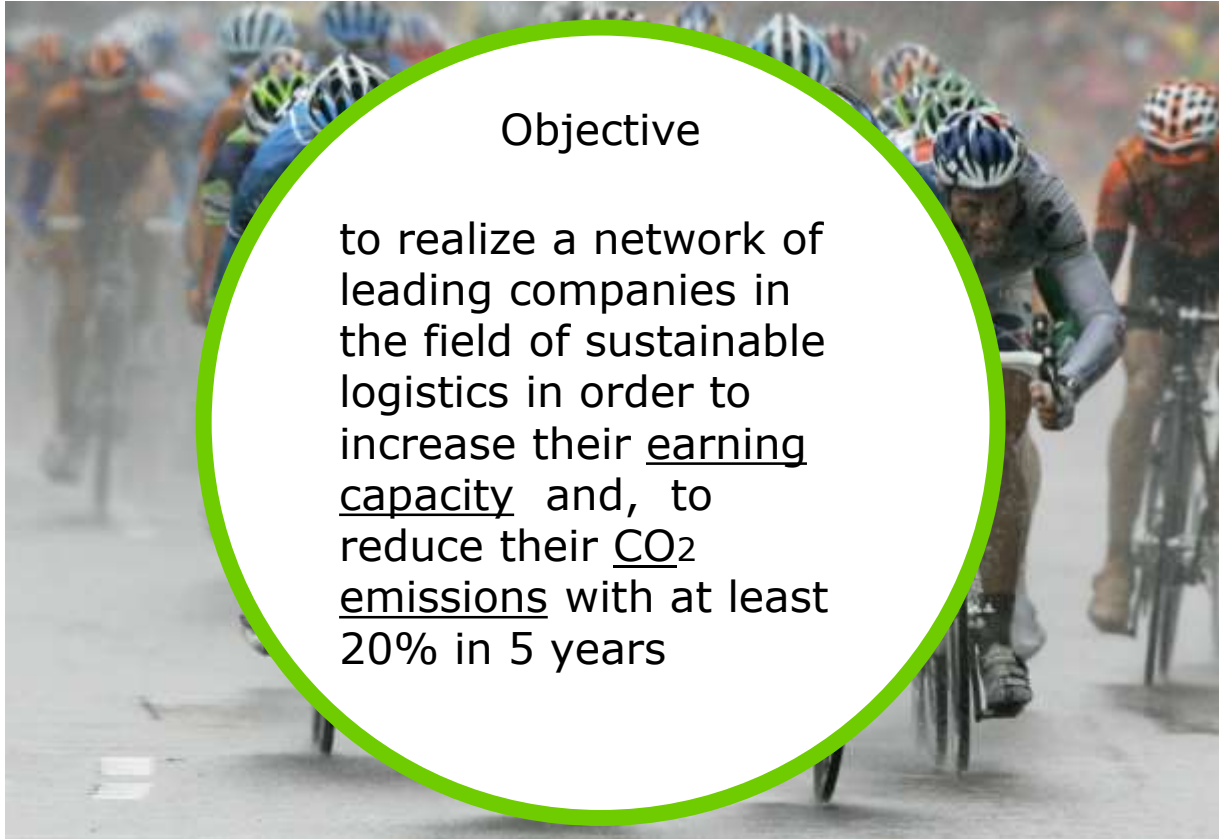 Objective
to realize a network of
leading companies in
the field of sustainable
logistics in order to
increase their earning
capacity  and,  to
reduce their CO2
emissions with at least
20% in 5 years